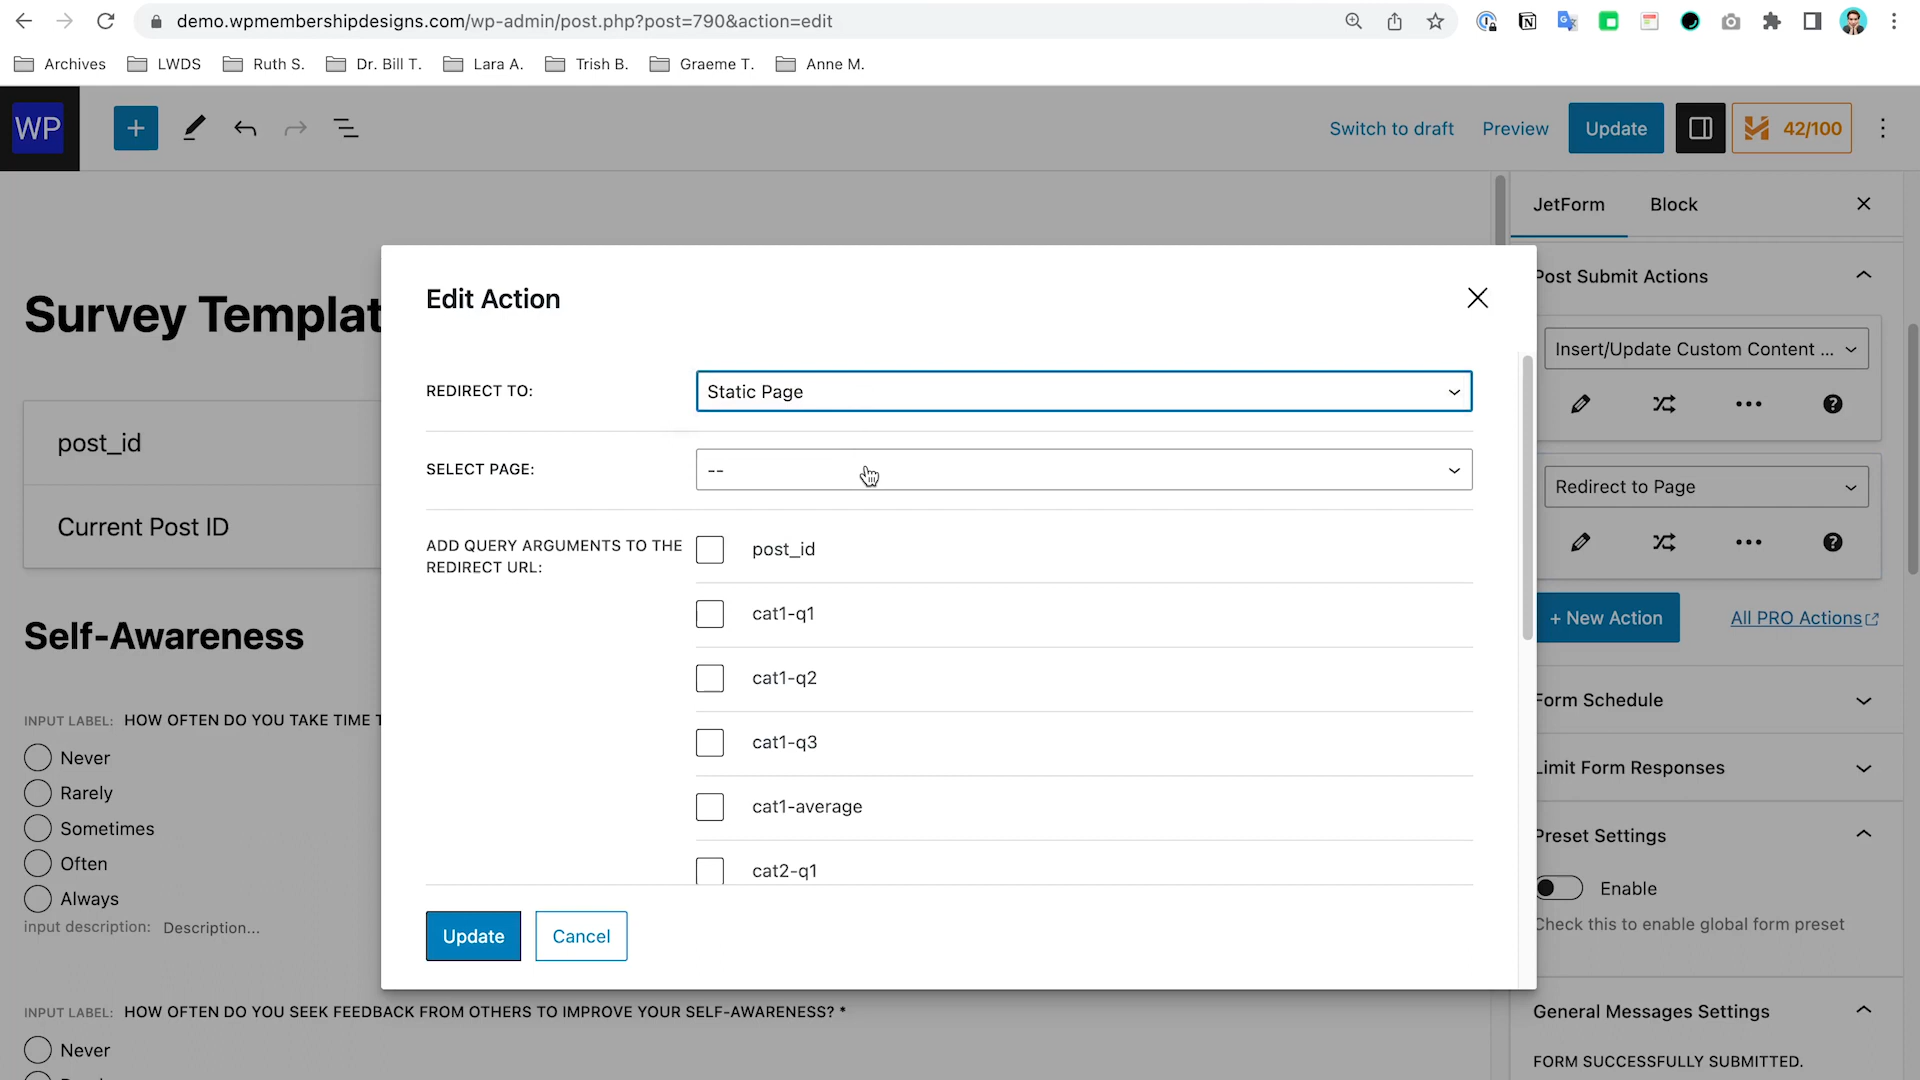 demo.wpmembershipdesigns.com/wp-admin/post.php?post=790&action=edit
Archives
LWDS
Ruth S.
Dr. Bill T.
Lara A.
Trish B.
Graeme T.
Anne M.
WP
Switch to draft
Preview
Update
42/100
JetForm
Block
Survey Templat
post_id
Current Post ID
Self-Awareness
INPUT LABEL: HOW OFTEN DO YOU TAKE TIME T
Never
Rarely
Sometimes
Often
Always
input description: Description...
INPUT LABEL: HOW OFTEN DO YOU SEEK FEEDBACK FROM OTHERS TO IMPROVE YOUR SELF-AWARENESS? *
Never
Edit Action
REDIRECT TO:
Static Page
SELECT PAGE:
--
ADD QUERY ARGUMENTS TO THE
REDIRECT URL:
post_id
cat1-q1
cat1-q2
cat1-q3
cat1-average
cat2-q1
Update
Cancel
Post Submit Actions
Insert/Update Custom Content ...
Redirect to Page
+ New Action
All PRO Actions
Form Schedule
Limit Form Responses
Preset Settings
Enable
Check this to enable global form preset
General Messages Settings
FORM SUCCESSFULLY SUBMITTED.